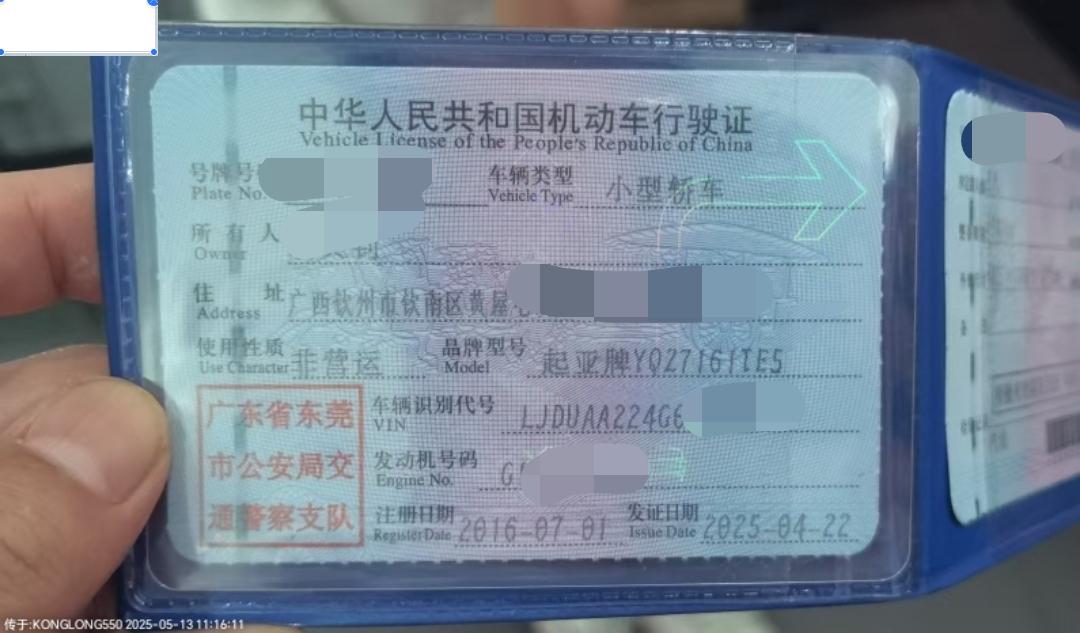 中华人民共和国机动车行驶证
Vehicle License of the People's Republic of China
号牌号
Plate No.
车辆类型 小型轿车
Vehicle Type
所有人
Owner
住址 广西钦州市钦南区黄屋
Address
使用性质 非营运
Use Character
品牌型号 起亚牌YQZ7161TE5
Model
广东省东莞
市公安局交
通警察支队
车辆识别代号 LJDUAA224G6
VIN
发动机号码 G
Engine No.
注册日期 2016-07-01
Register Date
发证日期 2025-04-22
Issue Date
传于:KONGLONG550 2025-05-13 11:16:11